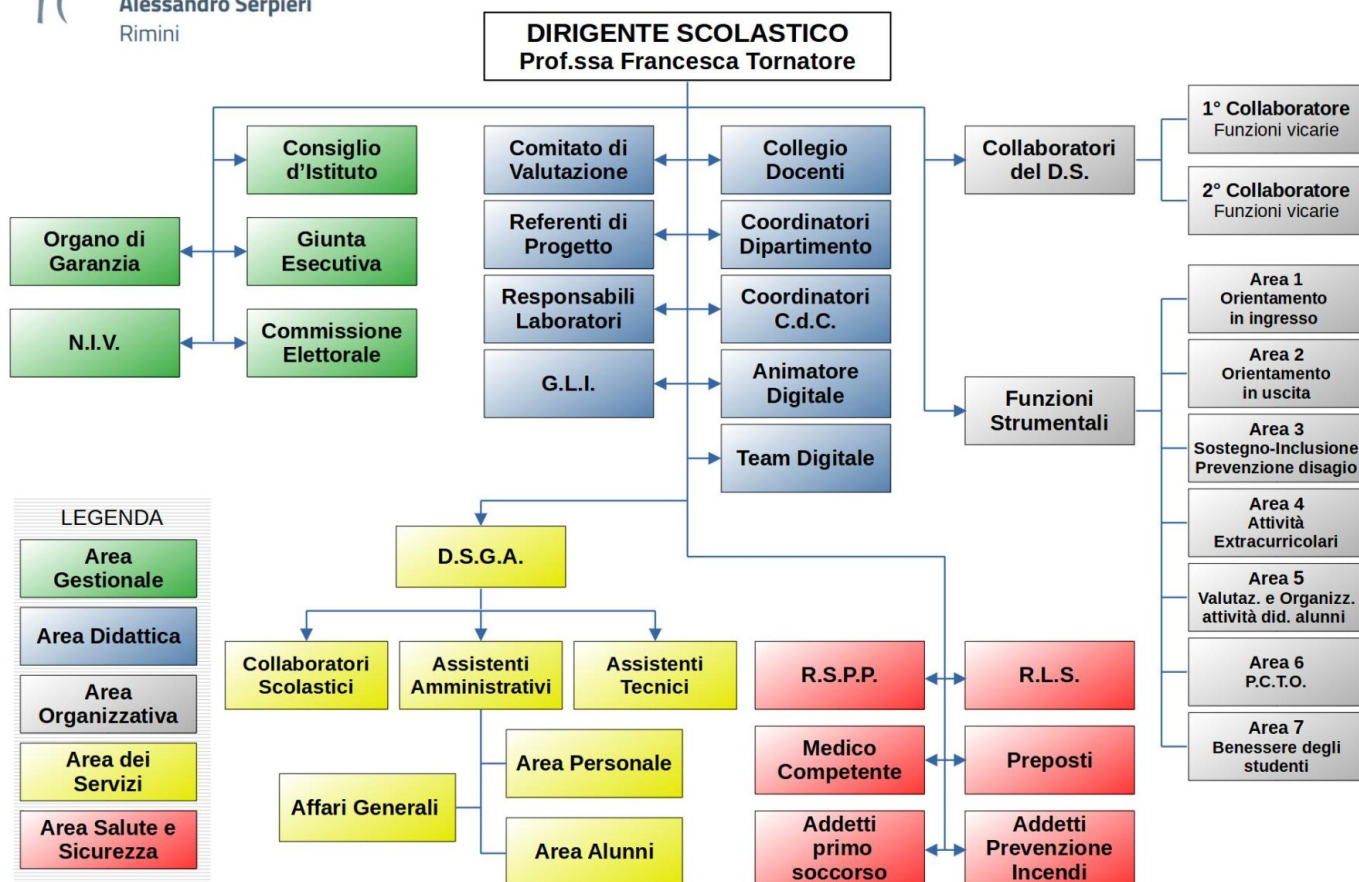 Alessandro Serpieri
Rimini
DIRIGENTE SCOLASTICO
Prof.ssa Francesca Tornatore
Consiglio
d’Istituto
Organo di
Garanzia
Giunta
Esecutiva
N.I.V.
Commissione
Elettorale
Comitato di
Valutazione
Collegio
Docenti
Referenti di
Progetto
Coordinatori
Dipartimento
Responsabili
Laboratori
Coordinatori
C.d.C.
G.L.I.
Animatore
Digitale
Team Digitale
Collaboratori
del D.S.
1° Collaboratore
Funzioni vicarie
2° Collaboratore
Funzioni vicarie
Funzioni
Strumentali
Area 1
Orientamento
in ingresso
Area 2
Orientamento
in uscita
Area 3
Sostegno-Inclusione
Prevenzione disagio
Area 4
Attività
Extracurricolari
Area 5
Valutaz. e Organizz.
attività did. alunni
Area 6
P.C.T.O.
Area 7
Benessere degli
studenti
LEGENDA
Area
Gestionale
Area Didattica
Area
Organizzativa
Area dei
Servizi
Area Salute e
Sicurezza
D.S.G.A.
Collaboratori
Scolastici
Assistenti
Amministrativi
Assistenti
Tecnici
Area Personale
Affari Generali
Area Alunni
R.S.P.P.
R.L.S.
Medico
Competente
Preposti
Addetti
primo
soccorso
Addetti
Prevenzione
Incendi